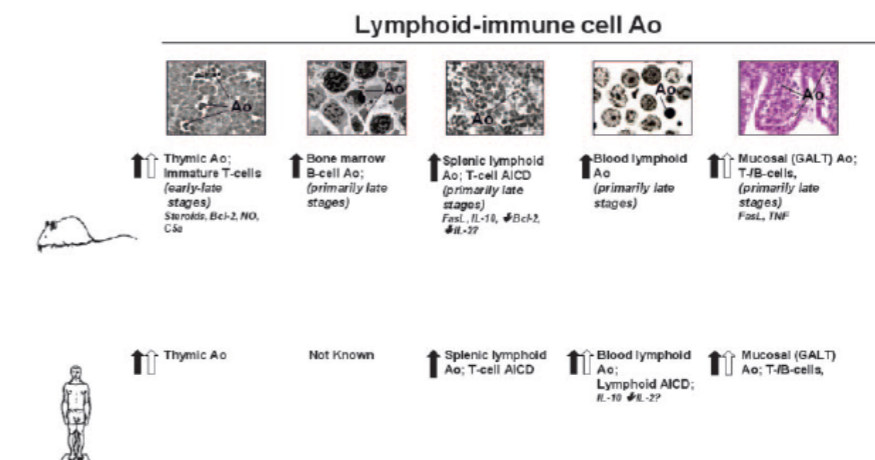 Lymphoid-immune cell Ao
Ao
Ao
Ao
Ao
Ao
Thymic Ao;
Immature T-cells
(early-late
stages)
Steroids, Bcl-2, NO,
C5a
Bone marrow
B-cell Ao;
(primarily late
stages)
Splenic lymphoid
Ao; T-cell AICD
(primarily late
stages)
FasL, IL-10, 🡇Bcl-2,
🡇IL-2?
Blood lymphoid
Ao
(primarily late
stages)
Mucosal (GALT) Ao;
T-/B-cells,
(primarily late
stages)
FasL, TNF
Thymic Ao
Not Known
Splenic lymphoid
Ao; T-cell AICD
Blood lymphoid
Ao;
Lymphoid AICD;
IL-10 🡇IL-2?
Mucosal (GALT)
Ao; T-/B-cells,